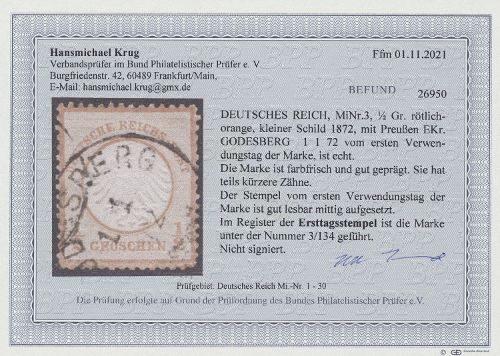 Hansmichael Krug
Verbandsprüfer im Bund Philatelistischer Prüfer e. V.
Burgfriedenstr. 42, 60489 Frankfurt/Main,
E-Mail: hansmichael.krug@gmx.de
Ffm 01.11.2021
BEFUND 26950
DEUTSCHES REICH, MiNr.3, ½ Gr. rötlich-
orange, kleiner Schild 1872, mit Preußen EKr.
GODESBERG 1 1 72 vom ersten Verwen-
dungstag der Marke, ist echt.
Die Marke ist farbfrisch und gut geprägt. Sie hat
teils kürzere Zähne.
Der Stempel vom ersten Verwendungstag der
Marke ist gut lesbar mittig aufgesetzt.
Im Register der Ersttagsstempel ist die Marke
unter der Nummer 3/134 geführt.
Nicht signiert.
Prüfgebiet: Deutsches Reich Mi.-Nr. 1 - 30
Die Prüfung erfolgte auf Grund der Prüfordnung des Bundes Philatelistischer Prüfer e.V.